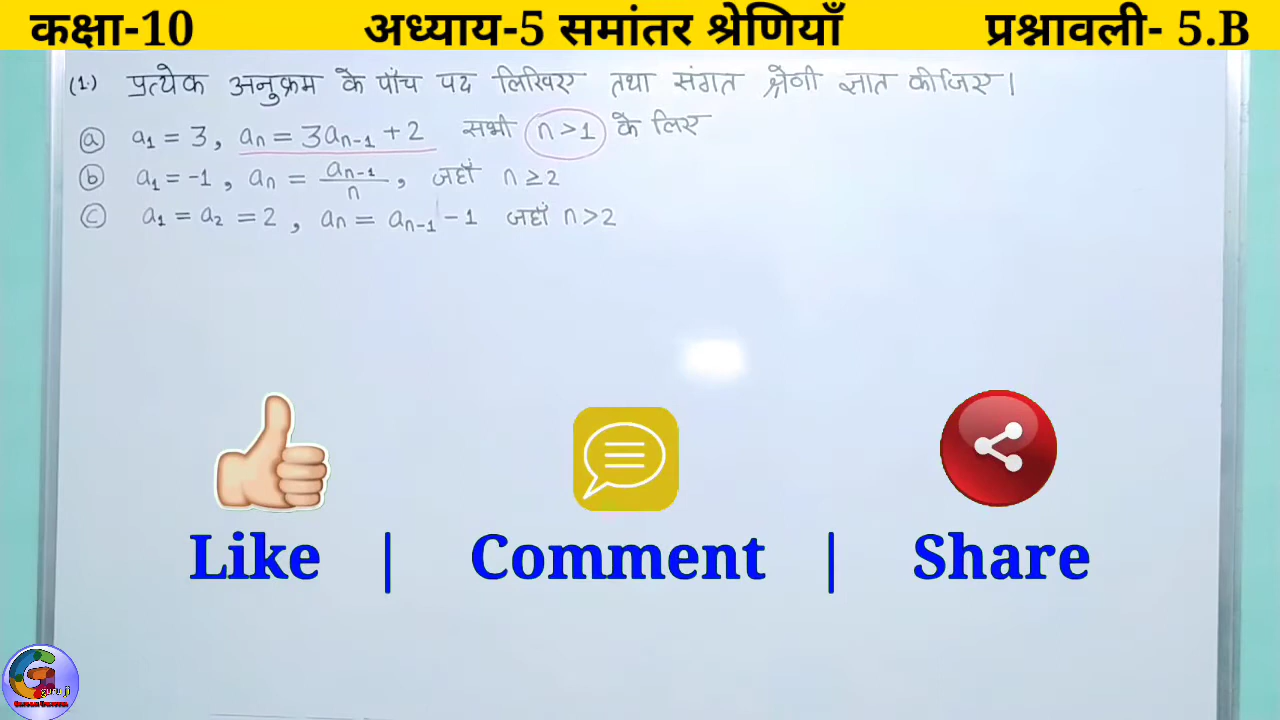 कक्षा-10 अध्याय-5 समांतर श्रेणियाँ प्रश्नावली- 5.B
(1.) प्रत्येक अनुक्रम के पाँच पद लिखिए तथा संगत श्रेणी ज्ञात कीजिए।
(a) a₁ = 3, aₙ = 3aₙ₋₁ + 2 सभी n > 1 के लिए
(b) a₁ = -1, aₙ = aₙ₋₁/n, जहाँ n ≥ 2
(c) a₁ = a₂ = 2, aₙ = aₙ₋₁ - 1 जहाँ n > 2
Like | Comment | Share
guru ji